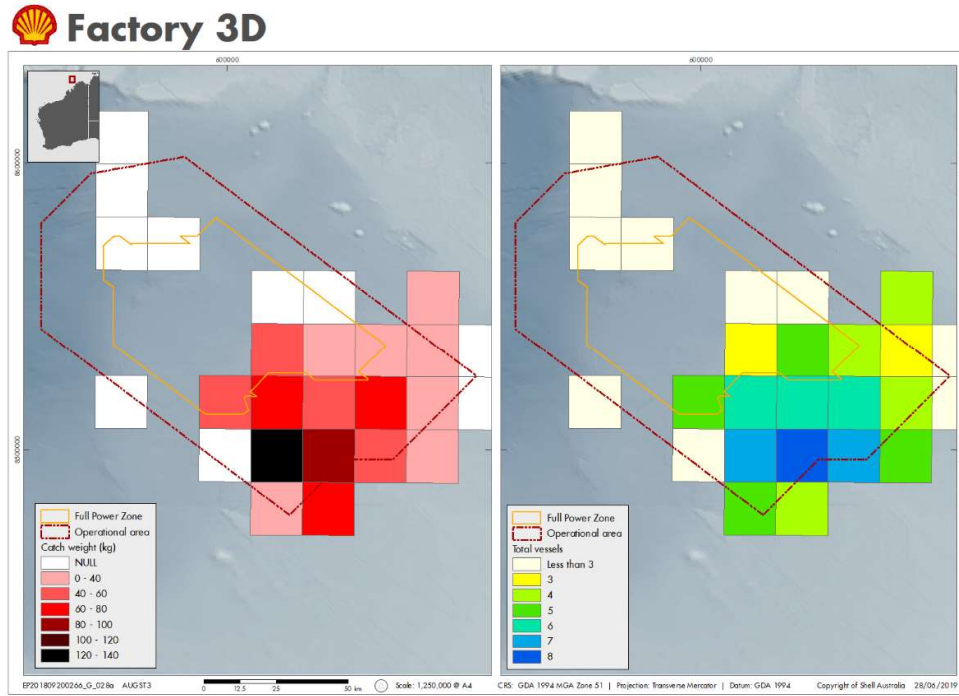 Factory 3D
600000
600000
8600000
8500000
Full Power Zone
Operational area
Catch weight (kg)
NULL
0 - 40
40 - 60
60 - 80
80 - 100
100 - 120
120 - 140
Full Power Zone
Operational area
Total vessels
Less than 3
3
4
5
6
7
8
EP201809200266_G_028a AUGST3
0 12.5 25 50 km
Scale: 1,250,000 @ A4
CRS: GDA 1994 MGA Zone 51 | Projection: Transverse Mercator | Datum: GDA 1994
Copyright of Shell Australia 28/06/2019